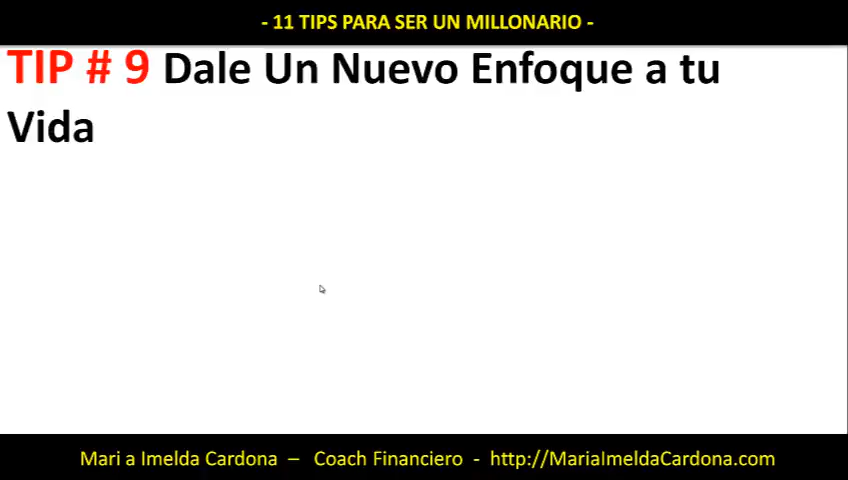 - 11 TIPS PARA SER UN MILLONARIO -
TIP # 9 Dale Un Nuevo Enfoque a tu
Vida
Mari a Imelda Cardona – Coach Financiero - http://MariaImeldaCardona.com